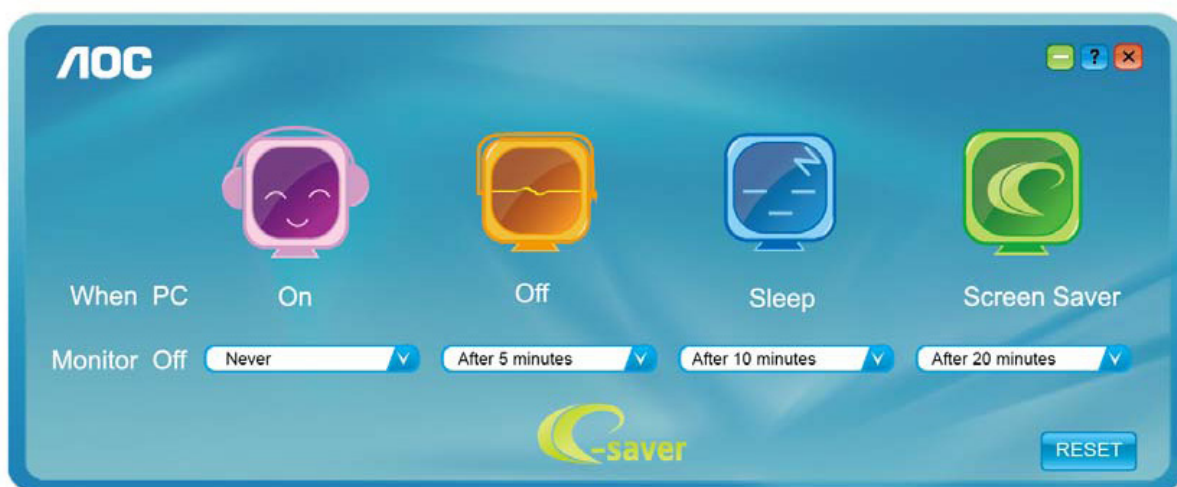 AOC
?
When PC On Off Sleep Screen Saver
Monitor Off Never After 5 minutes After 10 minutes After 20 minutes
e-saver
RESET